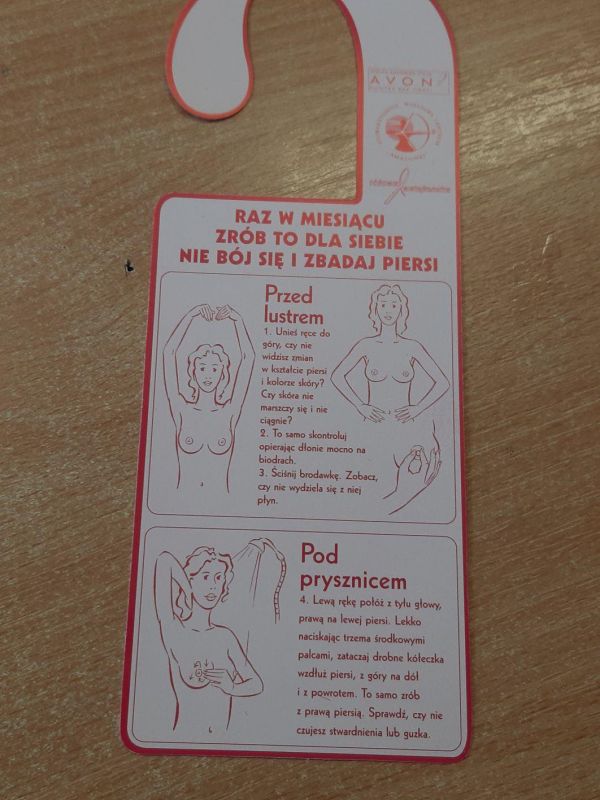 AVON
AMAZONKI
RAZ W MIESIĄCU
ZRÓB TO DLA SIEBIE
NIE BÓJ SIĘ I ZBADAJ PIERSI
Przed
lustrem
1. Unieś ręce do
góry, czy nie
widzisz zmian
w kształcie piersi
i kolorze skóry?
Czy skóra nie
marszczy się i nie
ciągnie?
2. To samo skontroluj
opierając dłonie mocno na
biodrach.
3. Ściśnij brodawkę. Zobacz,
czy nie wydziela się z niej
płyn.
Pod
prysznicem
4. Lewą rękę połóż z tyłu głowy,
prawą na lewej piersi. Lekko
naciskając trzema środkowymi
palcami, zataczaj drobne kółeczka
wzdłuż piersi, z góry na dół
i z powrotem. To samo zrób
z prawą piersią. Sprawdź, czy nie
czujesz stwardnienia lub guzka.